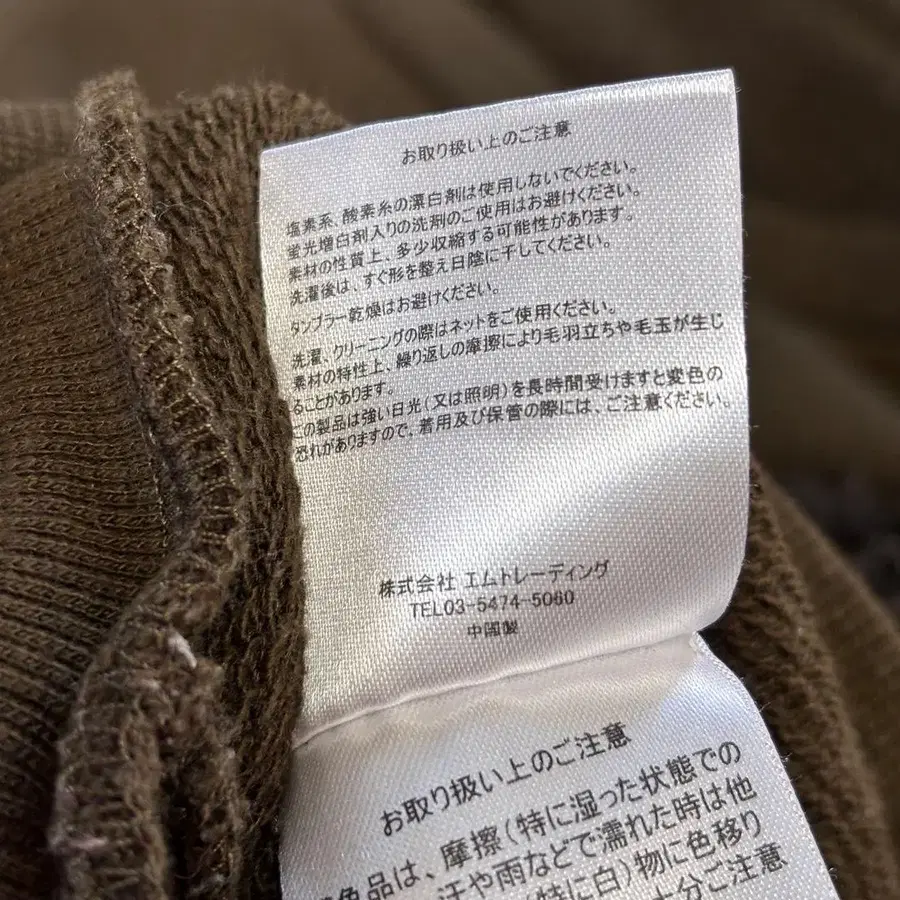 お取り扱い上のご注意
塩素系、酸素系の漂白剤は使用しないでください。
蛍光増白剤入りの洗剤のご使用はお避けください。
素材の性質上、多少収縮する可能性があります。
洗濯後は、すぐ形を整え日陰に干してください。
タンブラー乾燥はお避けください。
洗濯、クリーニングの際はネットをご使用ください。
素材の特性上、繰り返しの摩擦により毛羽立ちや毛玉が生じ
ることがあります。
この製品は強い日光(又は照明)を長時間受けますと変色の
恐れがありますので、着用及び保管の際には、ご注意ください。
株式会社 エムトレーディング
TEL03-5474-5060
中国製
お取り扱い上のご注意
色品は、摩擦(特に湿った状態での
汗や雨などで濡れた時は他
(特に白)物に色移り
十分ご注意